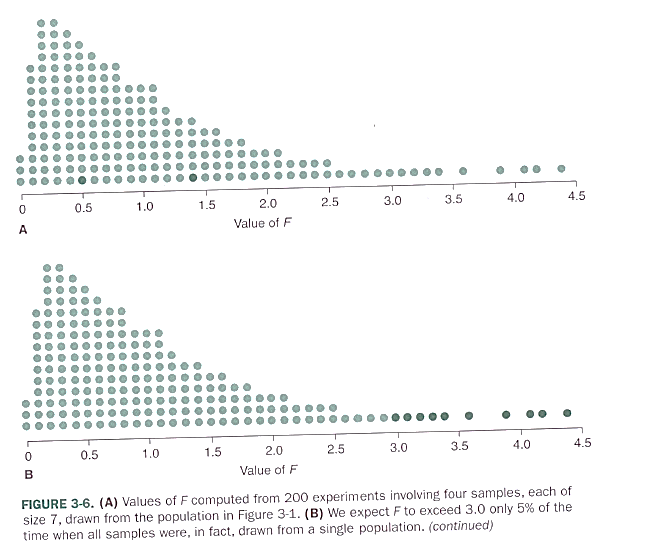 0 0.5 1.0 1.5 2.0 2.5 3.0 3.5 4.0 4.5
Value of F
A
0 0.5 1.0 1.5 2.0 2.5 3.0 3.5 4.0 4.5
Value of F
B
FIGURE 3-6. (A) Values of F computed from 200 experiments involving four samples, each of
size 7, drawn from the population in Figure 3-1. (B) We expect F to exceed 3.0 only 5% of the
time when all samples were, in fact, drawn from a single population. (continued)